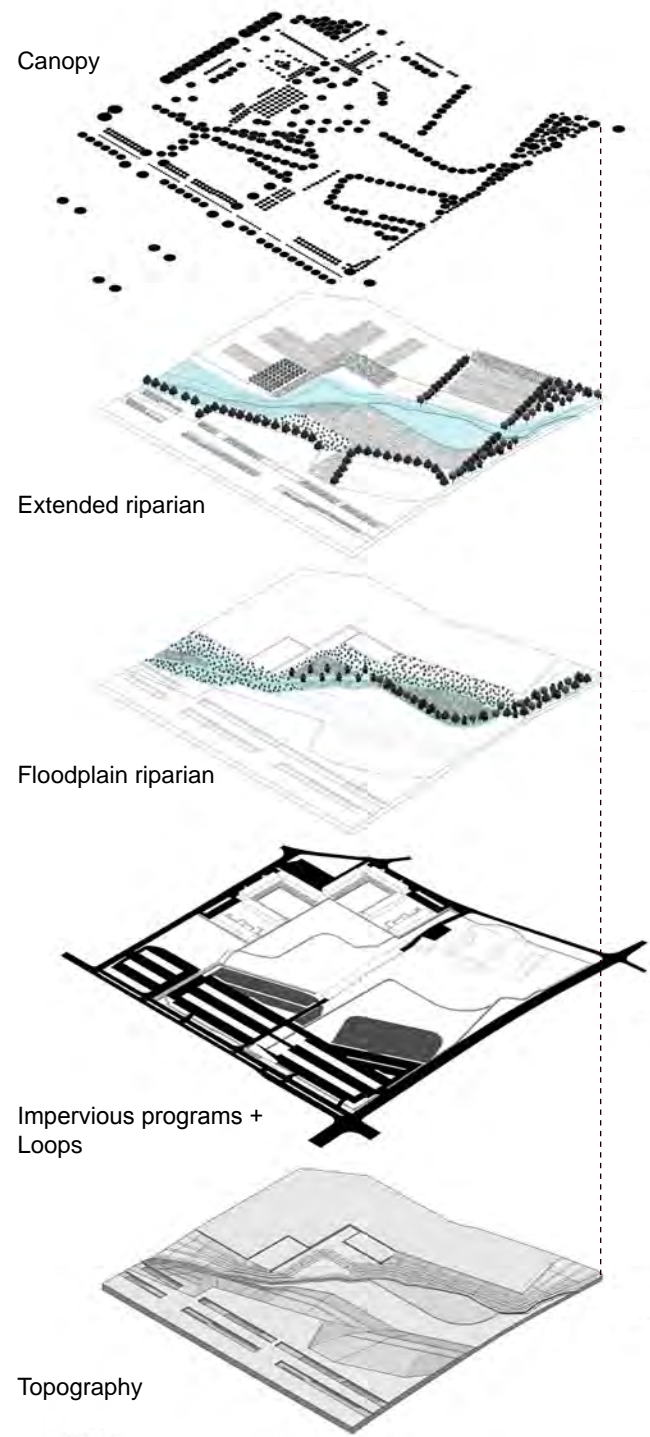 Canopy
Extended riparian
Floodplain riparian
Impervious programs +
Loops
Topography